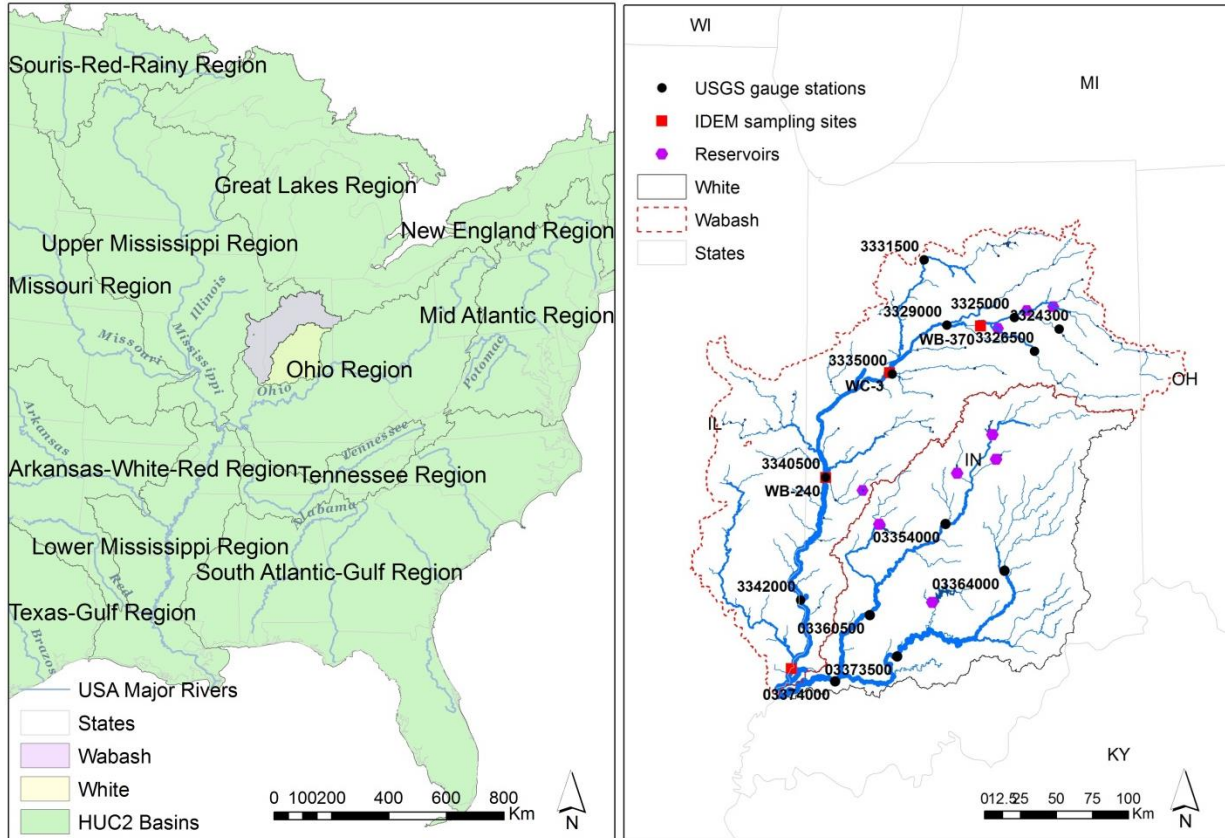 Souris-Red-Rainy Region
Great Lakes Region
New England Region
Upper Mississippi Region
Missouri Region
Illinois
Mississippi
Missouri
Mid Atlantic Region
Potomac
Ohio Region
Ohio
Arkansas
Tennessee
Arkansas-White-Red Region
Tennessee Region
Alabama
Lower Mississippi Region
South Atlantic-Gulf Region
Red
Texas-Gulf Region
Brazos
USA Major Rivers
States
Wabash
White
HUC2 Basins
0 100200 400 600 800
Km
N
WI
MI
USGS gauge stations
IDEM sampling sites
Reservoirs
White
Wabash
States
3331500
3329000
3325000
3324300
WB-370
3326500
3335000
WC-3
OH
IL
IN
3340500
WB-240
03354000
03364000
3342000
03360500
03373500
03374000
KY
012.525 50 75 100
Km
N